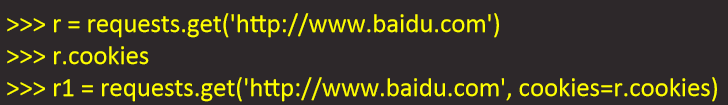 >>> r = requests.get('http://www.baidu.com')
>>> r.cookies
>>> r1 = requests.get('http://www.baidu.com', cookies=r.cookies)